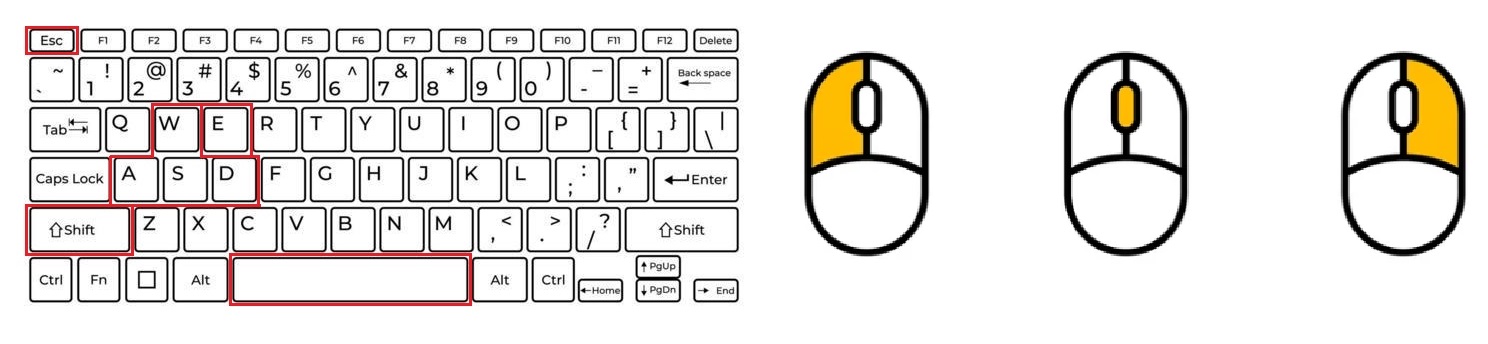 Esc F1 F2 F3 F4 F5 F6 F7 F8 F9 F10 F11 F12 Delete
~ ` ! 1 @ 2 # 3 $ 4 % 5 ^ 6 & 7 * 8 ( 9 ) 0 – - + = Back space
Tab Q W E R T Y U I O P { [ } ] | \
Caps Lock A S D F G H J K L : ; " , Enter
Shift Z X C V B N M < , > . ? / Shift
Ctrl Fn Alt Alt Ctrl Home PgUp PgDn End